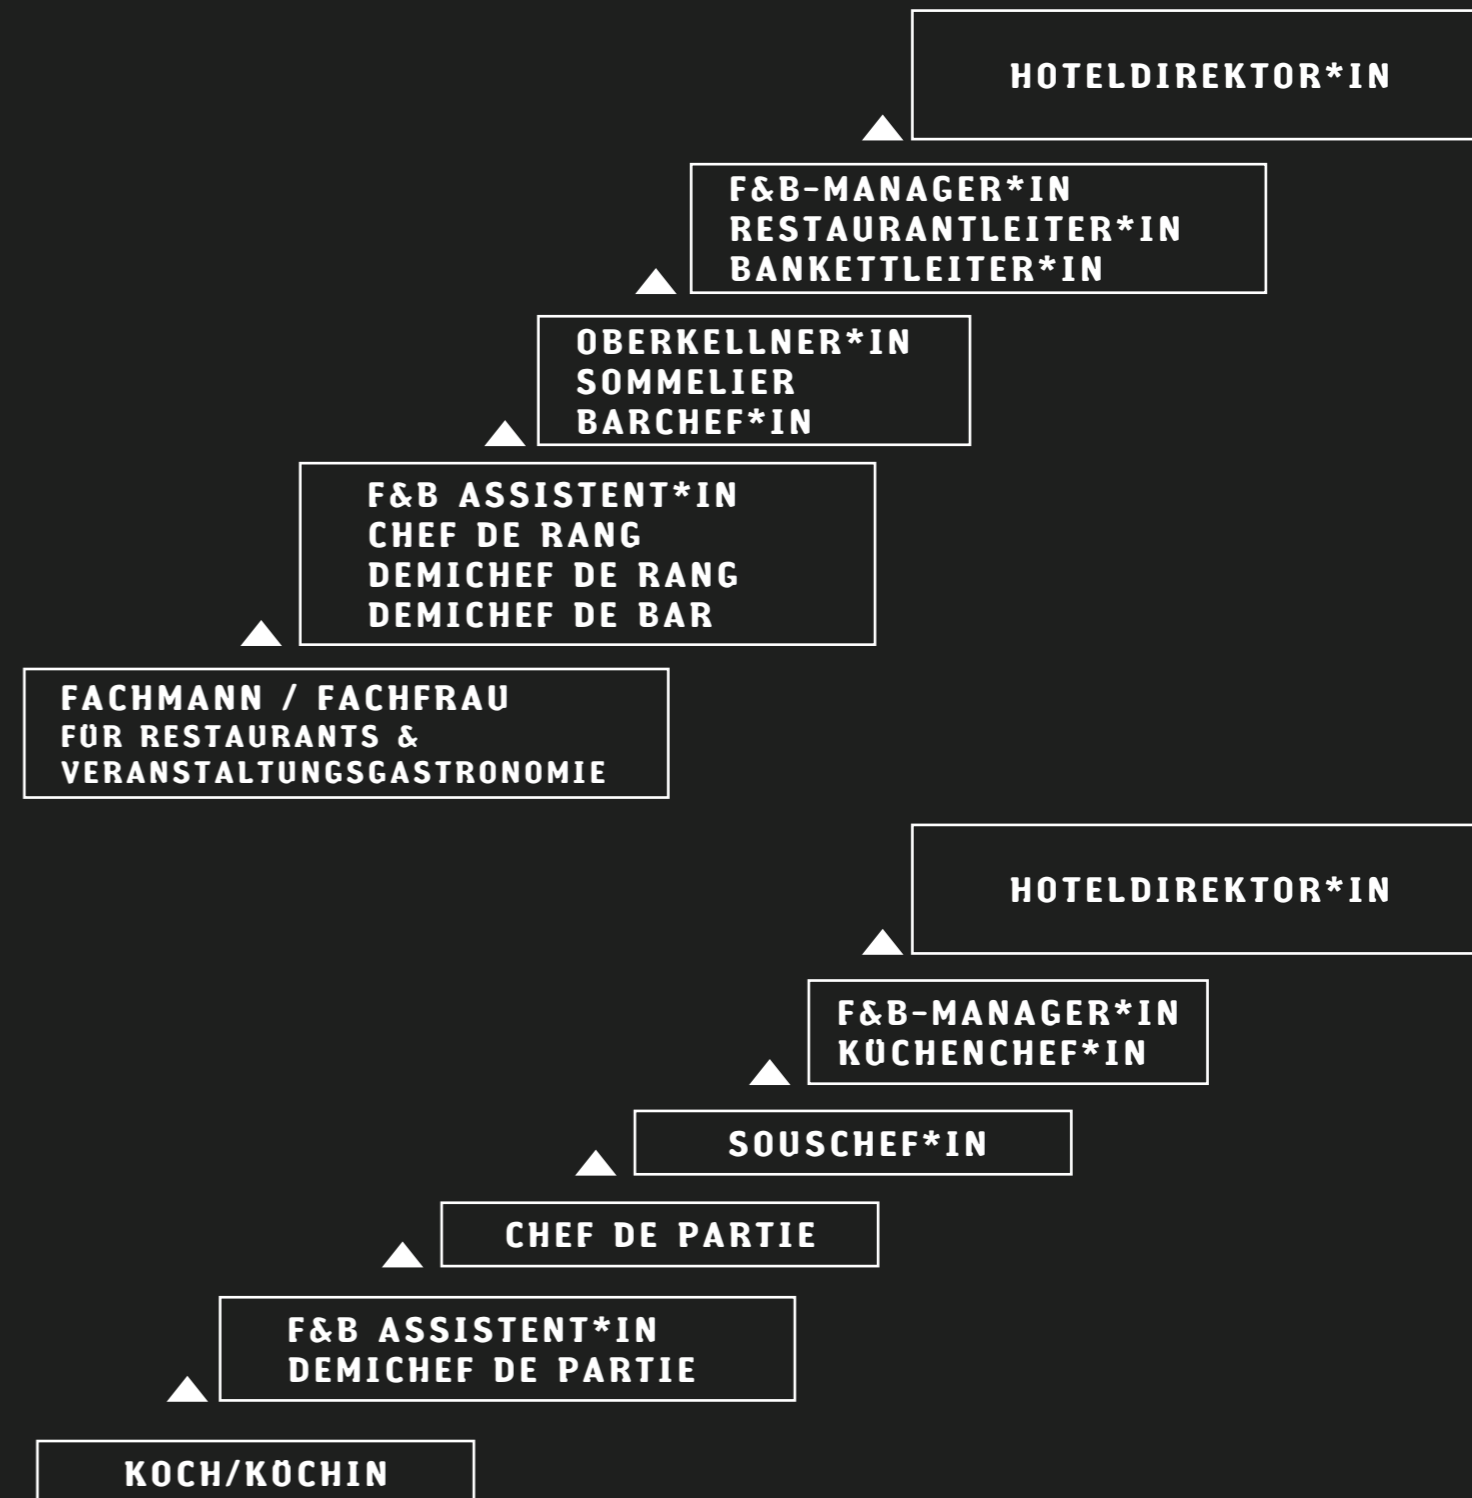 HOTELDIREKTOR*IN
F&B-MANAGER*IN
RESTAURANTLEITER*IN
BANKETTLEITER*IN
OBERKELLNER*IN
SOMMELIER
BARCHEF*IN
F&B ASSISTENT*IN
CHEF DE RANG
DEMICHEF DE RANG
DEMICHEF DE BAR
FACHMANN / FACHFRAU
FÜR RESTAURANTS &
VERANSTALTUNGSGASTRONOMIE
HOTELDIREKTOR*IN
F&B-MANAGER*IN
KÜCHENCHEF*IN
SOUSCHEF*IN
CHEF DE PARTIE
F&B ASSISTENT*IN
DEMICHEF DE PARTIE
KOCH/KÖCHIN